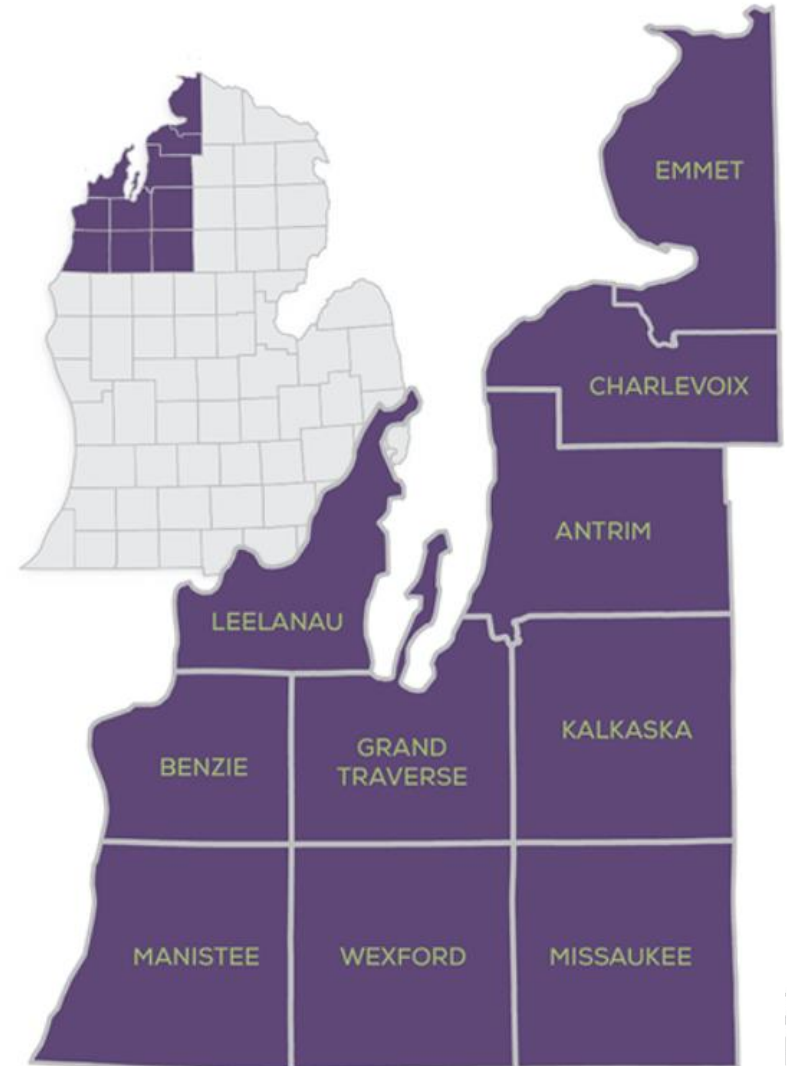 EMMET
CHARLEVOIX
ANTRIM
LEELANAU
KALKASKA
GRAND
TRAVERSE
BENZIE
MANISTEE
WEXFORD
MISSAUKEE